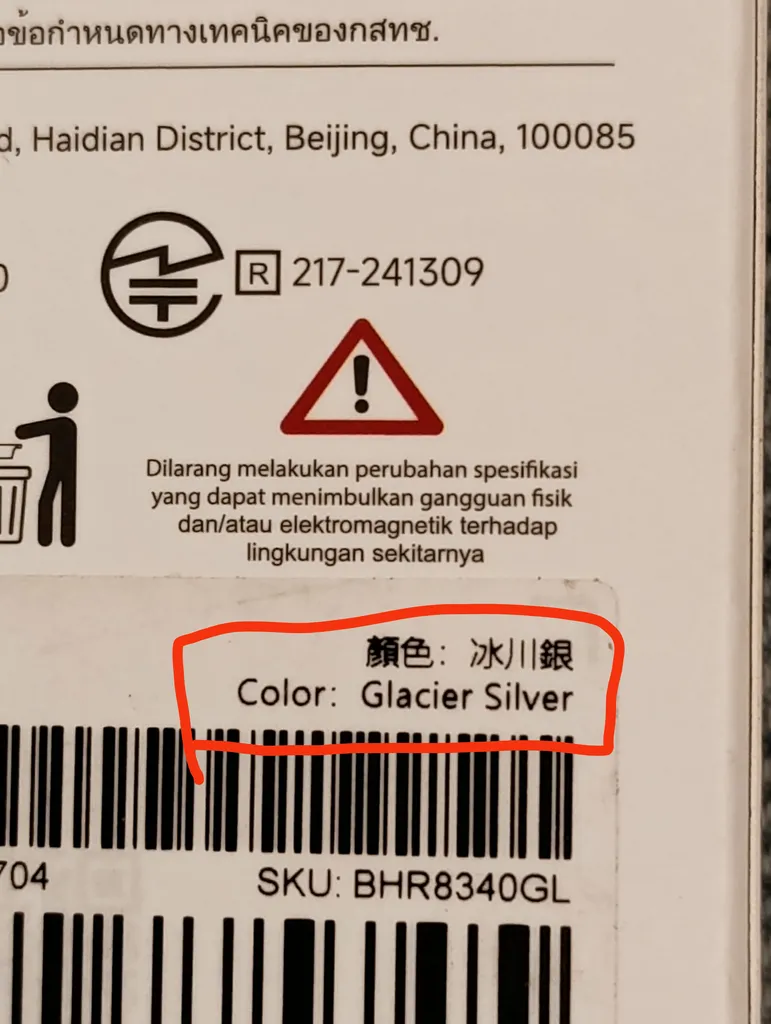 ข้อกำหนดทางเทคนิคของกสทช.
Haidian District, Beijing, China, 100085
R 217-241309
Dilarang melakukan perubahan spesifikasi
yang dapat menimbulkan gangguan fisik
dan/atau elektromagnetik terhadap
lingkungan sekitarnya
顏色：冰川銀
Color: Glacier Silver
704
SKU: BHR8340GL